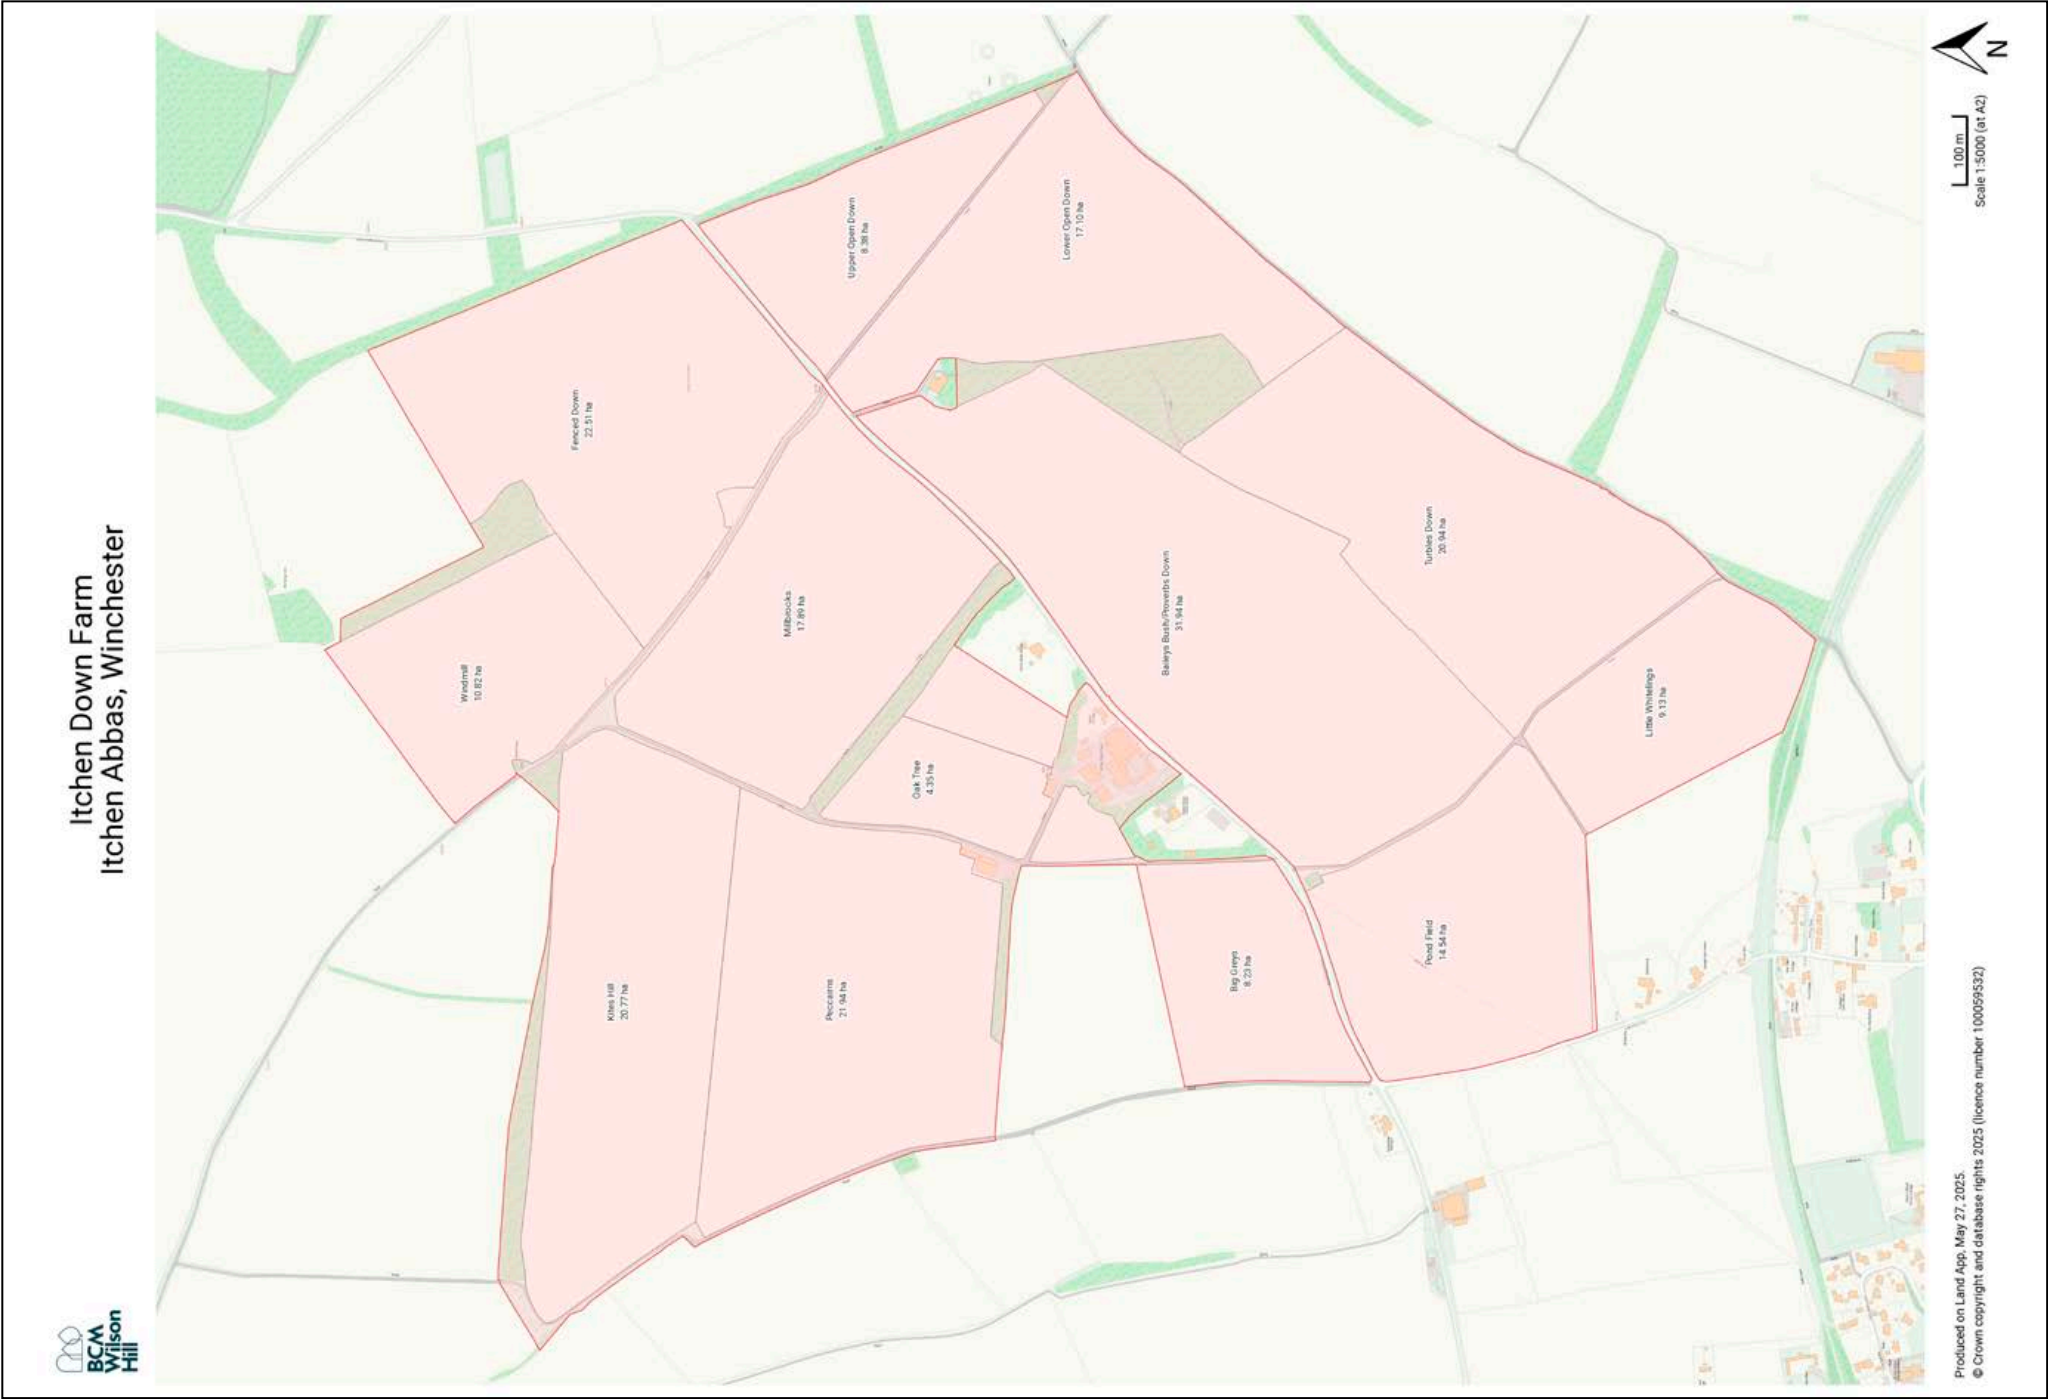 Itchen Down Farm
Itchen Abbas, Winchester
BCM
Wilson
Hill
Fenced Down
22.51 ha
Upper Open Down
8.38 ha
Lower Open Down
17.10 ha
Windmill
10.82 ha
Millbrooks
17.89 ha
Oak Tree
4.35 ha
Baileys Bush/Proverbs Down
31.94 ha
Turbles Down
20.94 ha
Little Whitelings
9.13 ha
Kites Hill
20.77 ha
Peccairns
21.94 ha
Big Greys
8.23 ha
Pond Field
14.54 ha
N
100 m
Scale 1:5000 (at A2)
Produced on Land App, May 27, 2025.
© Crown copyright and database rights 2025 (licence number 100059532)